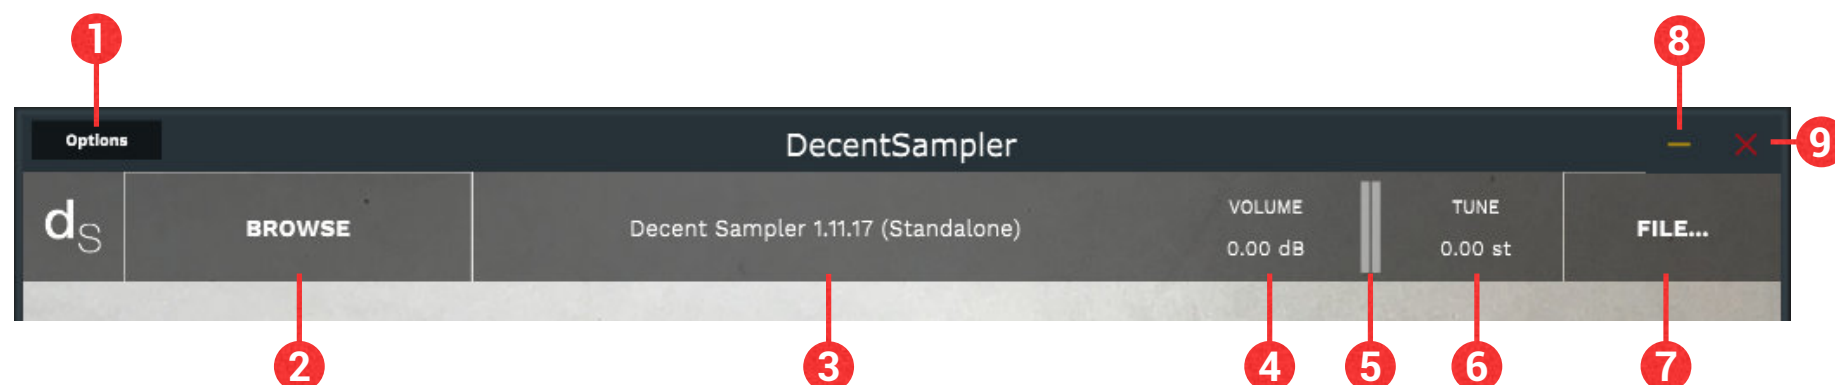 1
8
Options
DecentSampler
9
ds
BROWSE
Decent Sampler 1.11.17 (Standalone)
VOLUME
0.00 dB
TUNE
0.00 st
FILE...
2
3
4
5
6
7